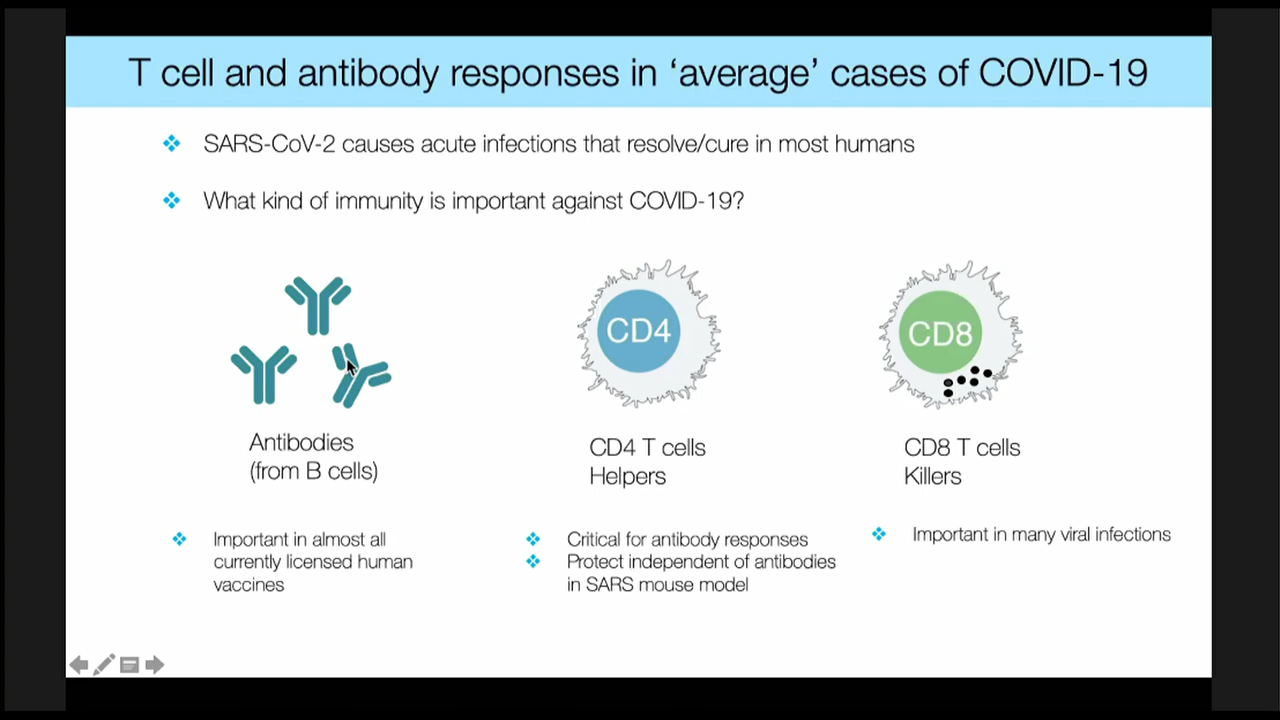 T cell and antibody responses in ‘average’ cases of COVID-19
SARS-CoV-2 causes acute infections that resolve/cure in most humans
What kind of immunity is important against COVID-19?
CD4
CD8
Antibodies
(from B cells)
CD4 T cells
Helpers
CD8 T cells
Killers
Important in almost all
currently licensed human
vaccines
Critical for antibody responses
Protect independent of antibodies
in SARS mouse model
Important in many viral infections